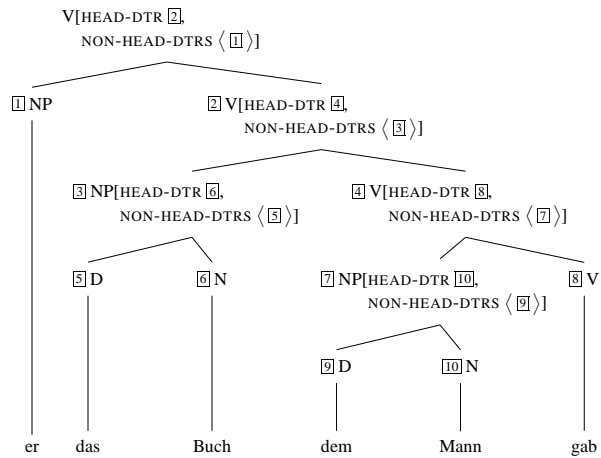 V[HEAD-DTR 2,
NON-HEAD-DTRS ⟨ 1 ⟩]
1 NP
2 V[HEAD-DTR 4,
NON-HEAD-DTRS ⟨ 3 ⟩]
3 NP[HEAD-DTR 6,
NON-HEAD-DTRS ⟨ 5 ⟩]
4 V[HEAD-DTR 8,
NON-HEAD-DTRS ⟨ 7 ⟩]
5 D
6 N
7 NP[HEAD-DTR 10,
NON-HEAD-DTRS ⟨ 9 ⟩]
8 V
9 D
10 N
er das Buch dem Mann gab